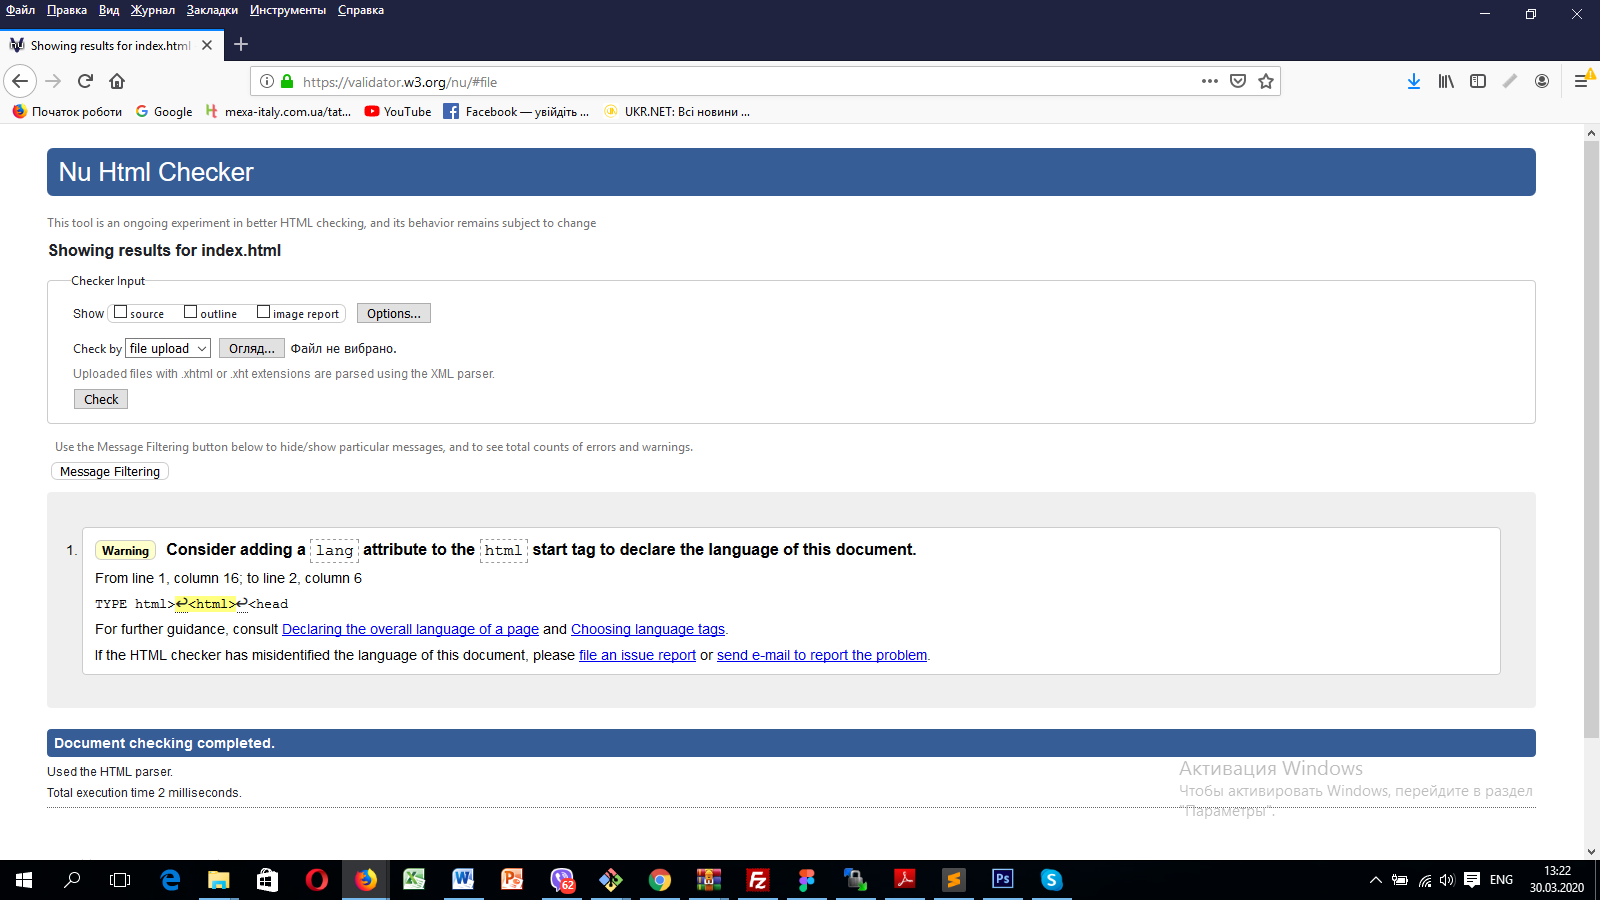 Файл Правка Вид Журнал Закладки Инструменты Справка
Showing results for index.html
https://validator.w3.org/nu/#file
Початок роботи Google mexa-italy.com.ua/tat... YouTube Facebook — увійдіть ... UKR.NET: Всі новини ...
Nu Html Checker
This tool is an ongoing experiment in better HTML checking, and its behavior remains subject to change
Showing results for index.html
Checker Input
Show source outline image report Options...
Check by file upload Огляд... Файл не вибрано.
Uploaded files with .xhtml or .xht extensions are parsed using the XML parser.
Check
Use the Message Filtering button below to hide/show particular messages, and to see total counts of errors and warnings.
Message Filtering
1. Warning Consider adding a lang attribute to the html start tag to declare the language of this document.
From line 1, column 16; to line 2, column 6
TYPE html>↩<html>↩<head
For further guidance, consult Declaring the overall language of a page and Choosing language tags.
If the HTML checker has misidentified the language of this document, please file an issue report or send e-mail to report the problem.
Document checking completed.
Used the HTML parser.
Total execution time 2 milliseconds.
Активация Windows
Чтобы активировать Windows, перейдите в раздел
"Параметры".
62
ENG
13:22
30.03.2020